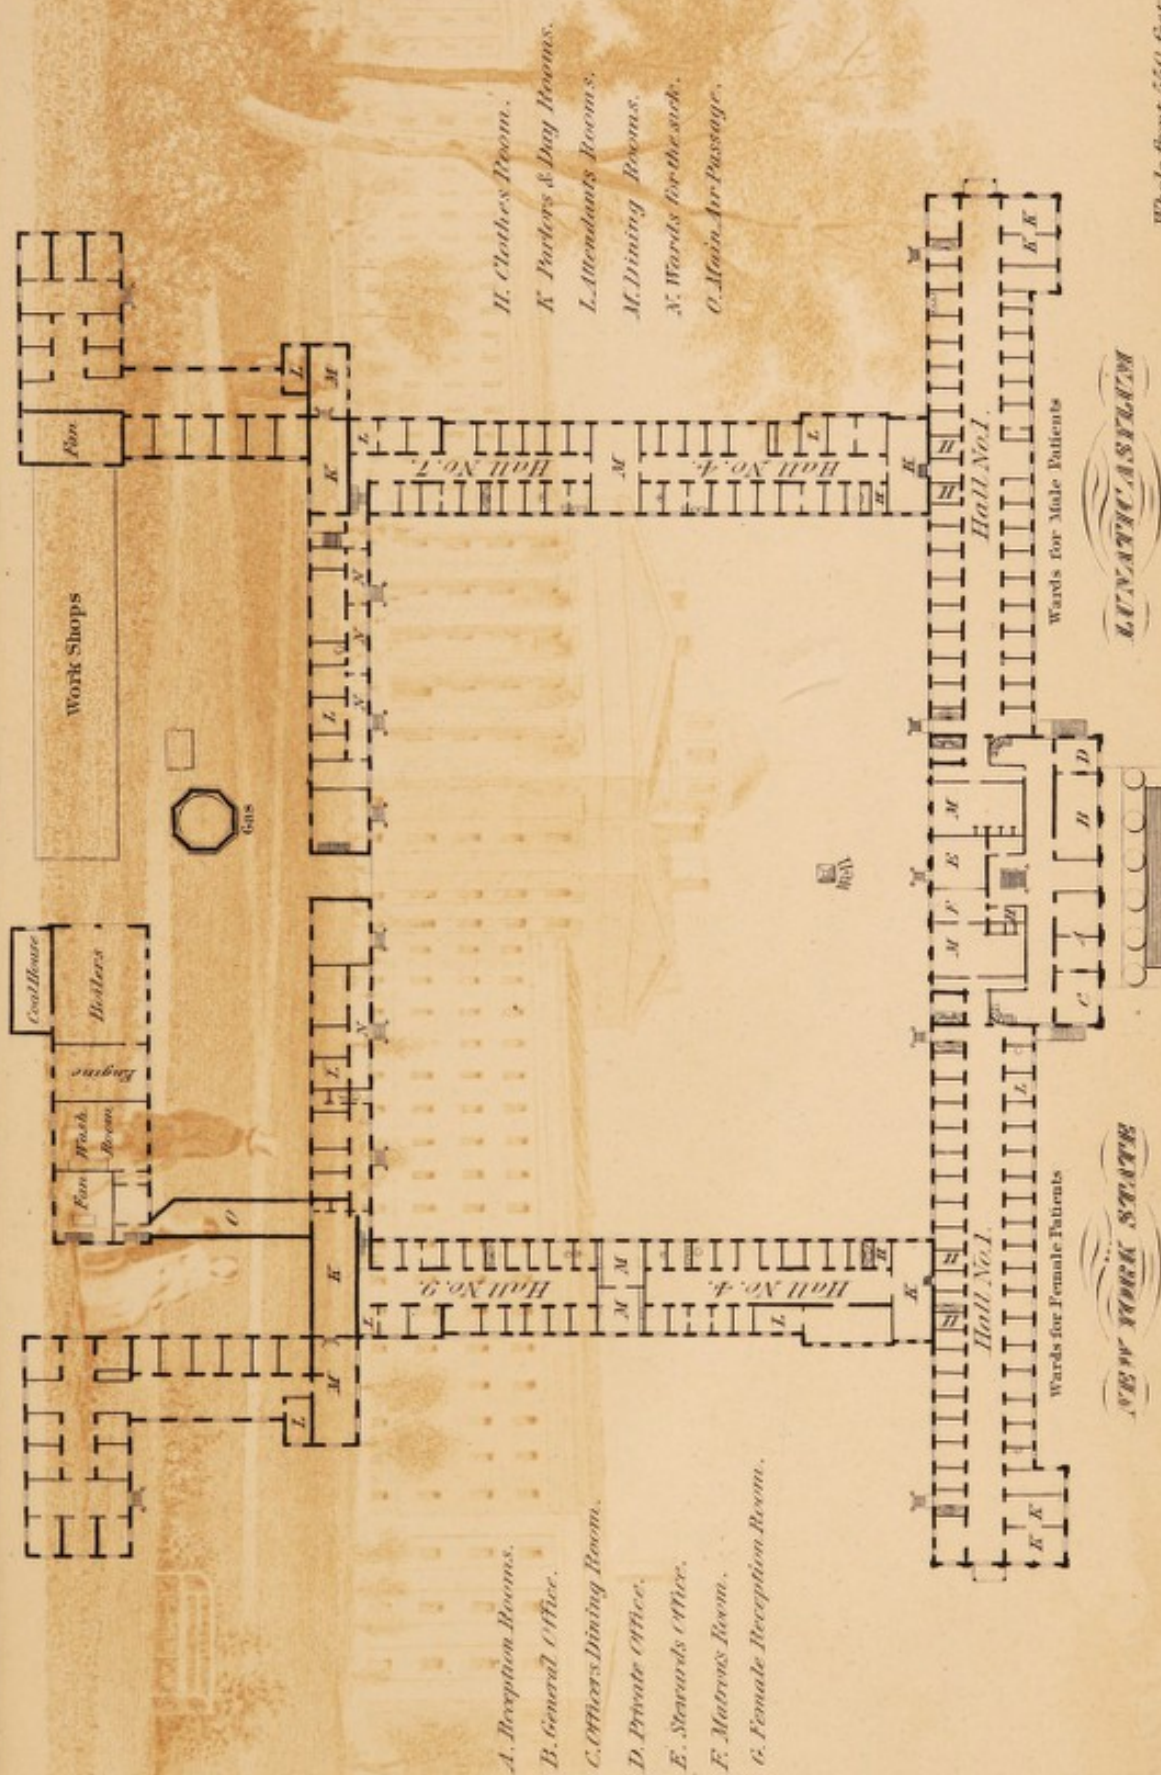 Coal House
Fan
Wash
Room
Engine
Boilers
Work Shops
Fan
O
Gas
L
M
K
L
N
L
N
N
N
K
M
L
L
Hall No. 9.
L
Hall No. 7.
M
M
M
L
Hall No. 4.
H
L
Hall No. 4.
H
K
Well
K
A. Reception Rooms.
B. General Office.
C. Officers Dining Room.
D. Private Office.
E. Stewards Office.
F. Matrons Room.
G. Female Reception Room.
H. Clothes Room.
K Parlors & Day Rooms.
L. Attendants Rooms.
M. Dining Rooms.
N. Wards for the sick.
O. Main Air Passage.
H
H
M
F
E
M
H
H
Hall No. 1.
Hall No. 1.
K
K
L
K
K
C
A
B
D
Wards for Female Patients
Wards for Male Patients
NEW YORK STATE
LUNATIC ASYLUM